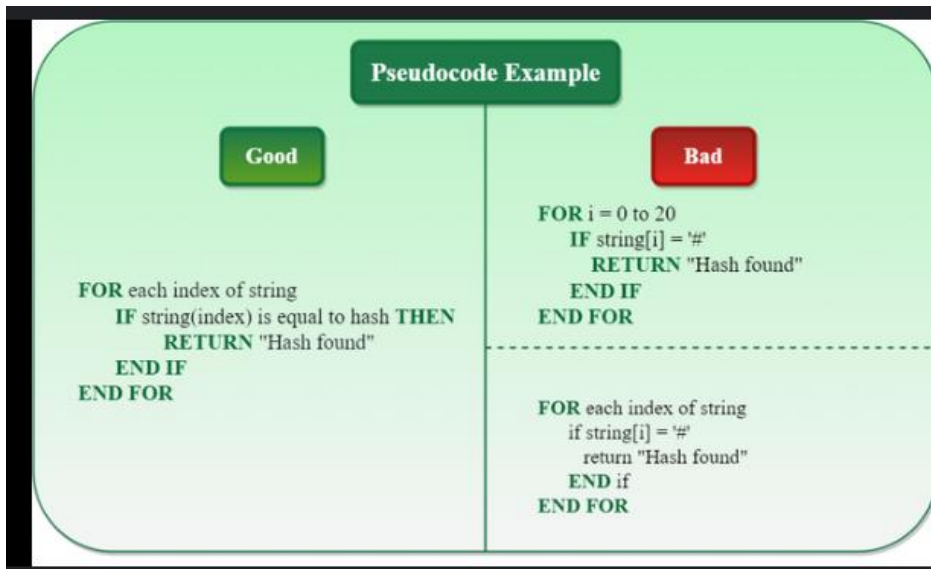 Pseudocode Example
Good
FOR each index of string
IF string(index) is equal to hash THEN
RETURN "Hash found"
END IF
END FOR
Bad
FOR i = 0 to 20
IF string[i] = '#'
RETURN "Hash found"
END IF
END FOR
FOR each index of string
if string[i] = '#'
return "Hash found"
END if
END FOR